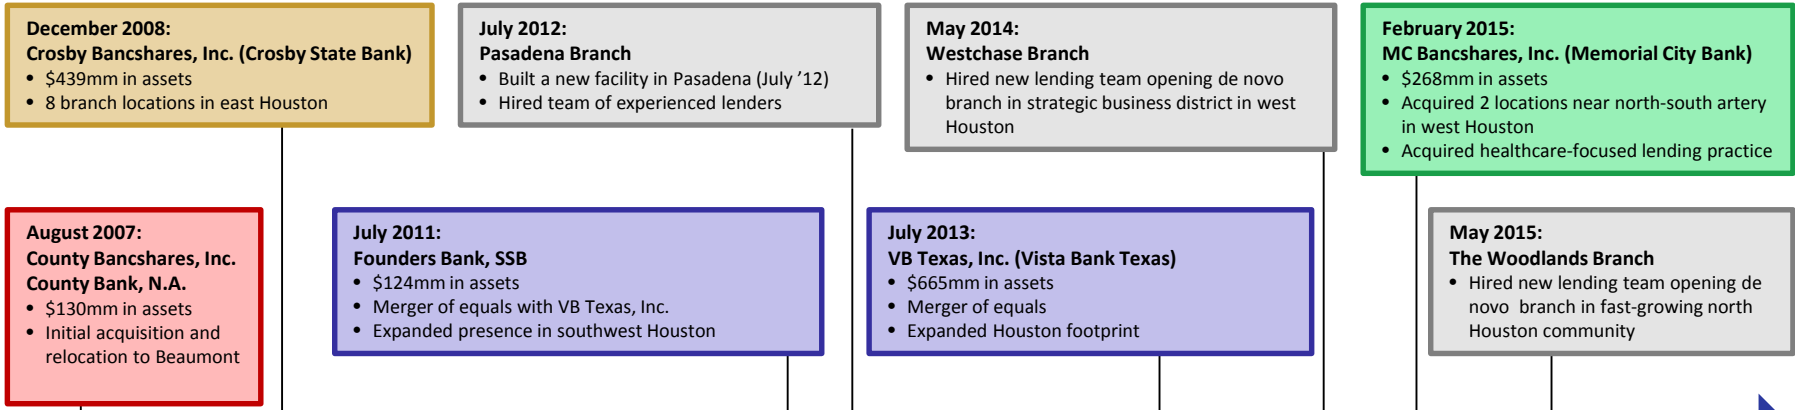 December 2008:
Crosby Bancshares, Inc. (Crosby State Bank)
• $439mm in assets
• 8 branch locations in east Houston
July 2012:
Pasadena Branch
• Built a new facility in Pasadena (July ’12)
• Hired team of experienced lenders
May 2014:
Westchase Branch
• Hired new lending team opening de novo
branch in strategic business district in west
Houston
February 2015:
MC Bancshares, Inc. (Memorial City Bank)
• $268mm in assets
• Acquired 2 locations near north-south artery
in west Houston
• Acquired healthcare-focused lending practice
August 2007:
County Bancshares, Inc.
County Bank, N.A.
• $130mm in assets
• Initial acquisition and
relocation to Beaumont
July 2011:
Founders Bank, SSB
• $124mm in assets
• Merger of equals with VB Texas, Inc.
• Expanded presence in southwest Houston
July 2013:
VB Texas, Inc. (Vista Bank Texas)
• $665mm in assets
• Merger of equals
• Expanded Houston footprint
May 2015:
The Woodlands Branch
• Hired new lending team opening de
novo branch in fast-growing north
Houston community